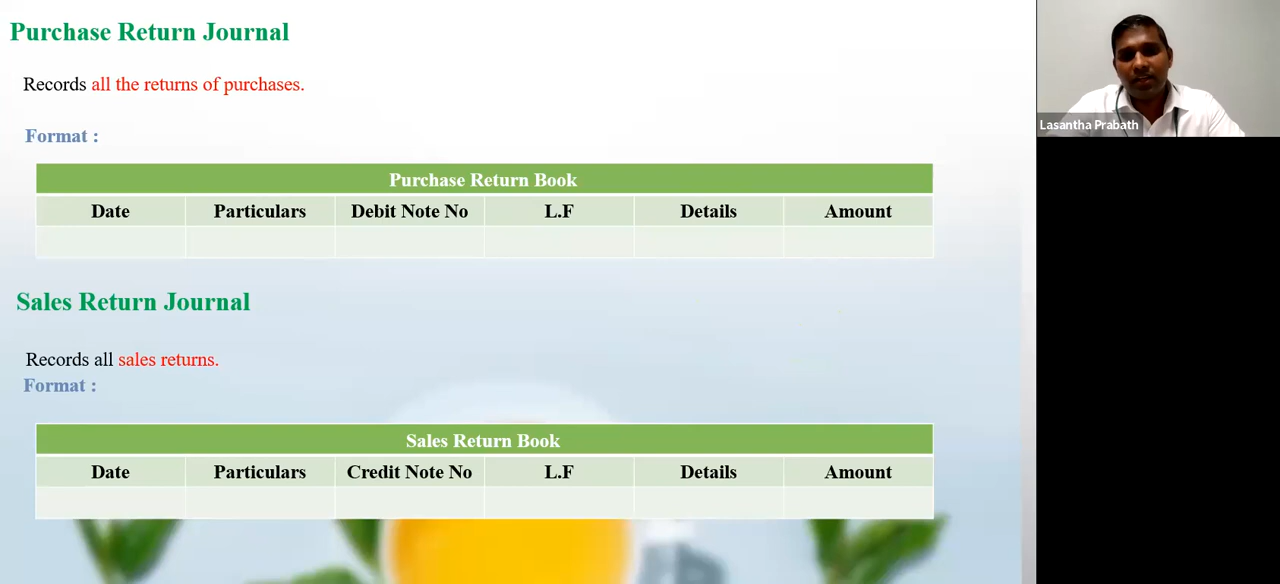 Purchase Return Journal
Records all the returns of purchases.
Format :
Purchase Return Book
Date Particulars Debit Note No L.F Details Amount
Sales Return Journal
Records all sales returns.
Format :
Sales Return Book
Date Particulars Credit Note No L.F Details Amount
Lasantha Prabath